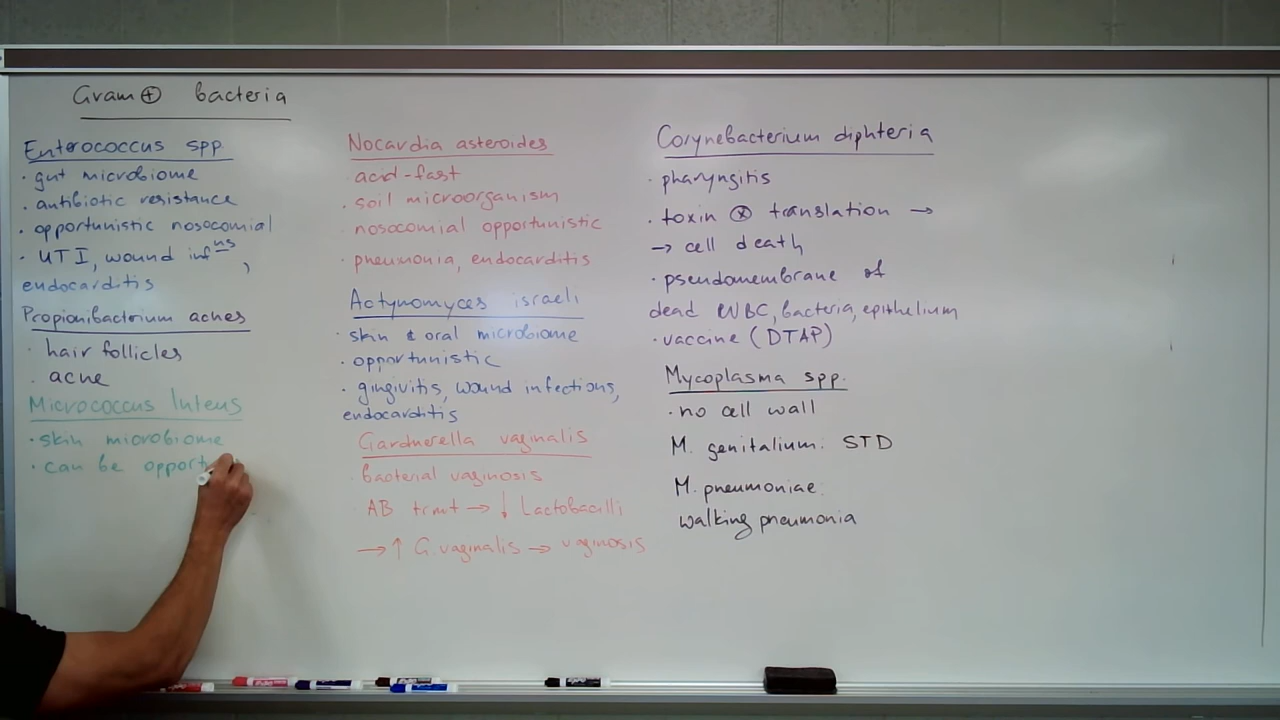 Gram ⊕ bacteria
Enterococcus spp.
· gut microbiome
· antibiotic resistance
· opportunistic nosocomial
· UTI, wound infⁿˢ,
endocarditis
Propionibacterium acnes
· hair follicles
· acne
Micrococcus luteus
· skin microbiome
· can be opport
Nocardia asteroides
acid-fast
· soil microorganism
nosocomial opportunistic
· pneumonia, endocarditis
Actynomyces israeli
· skin & oral microbiome
· opportunistic
· gingivitis, wound infections,
endocarditis
Gardnerella vaginalis
· bacterial vaginosis
AB trmt → ↓ Lactobacilli
→ ↑ G. vaginalis → vaginosis
Corynebacterium diphteria
· pharyngitis
· toxin ⊗ translation →
→ cell death
· pseudomembrane of
dead WBC, bacteria, epithelium
· vaccine (DTAP)
Mycoplasma spp.
· no cell wall
M. genitalium: STD
M. pneumoniae:
walking pneumonia